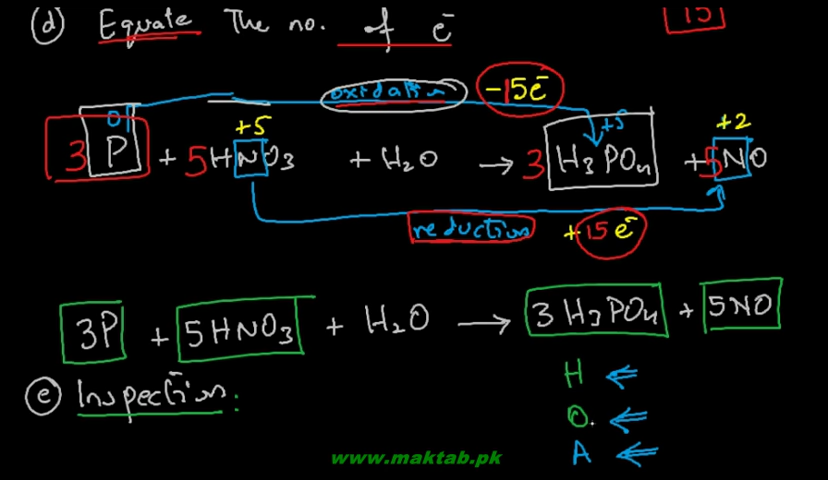 (d) Equate The no. of e⁻
15
oxidation -15e⁻
0 +5 +5 +2
3P + 5HNO₃ + H₂O → 3H₃PO₄ + 5NO
reduction +15e⁻
3P + 5HNO₃ + H₂O → 3H₃PO₄ + 5NO
H ⇐
(e) Inspection:
O. ⇐
A ⇐
www.maktab.pk